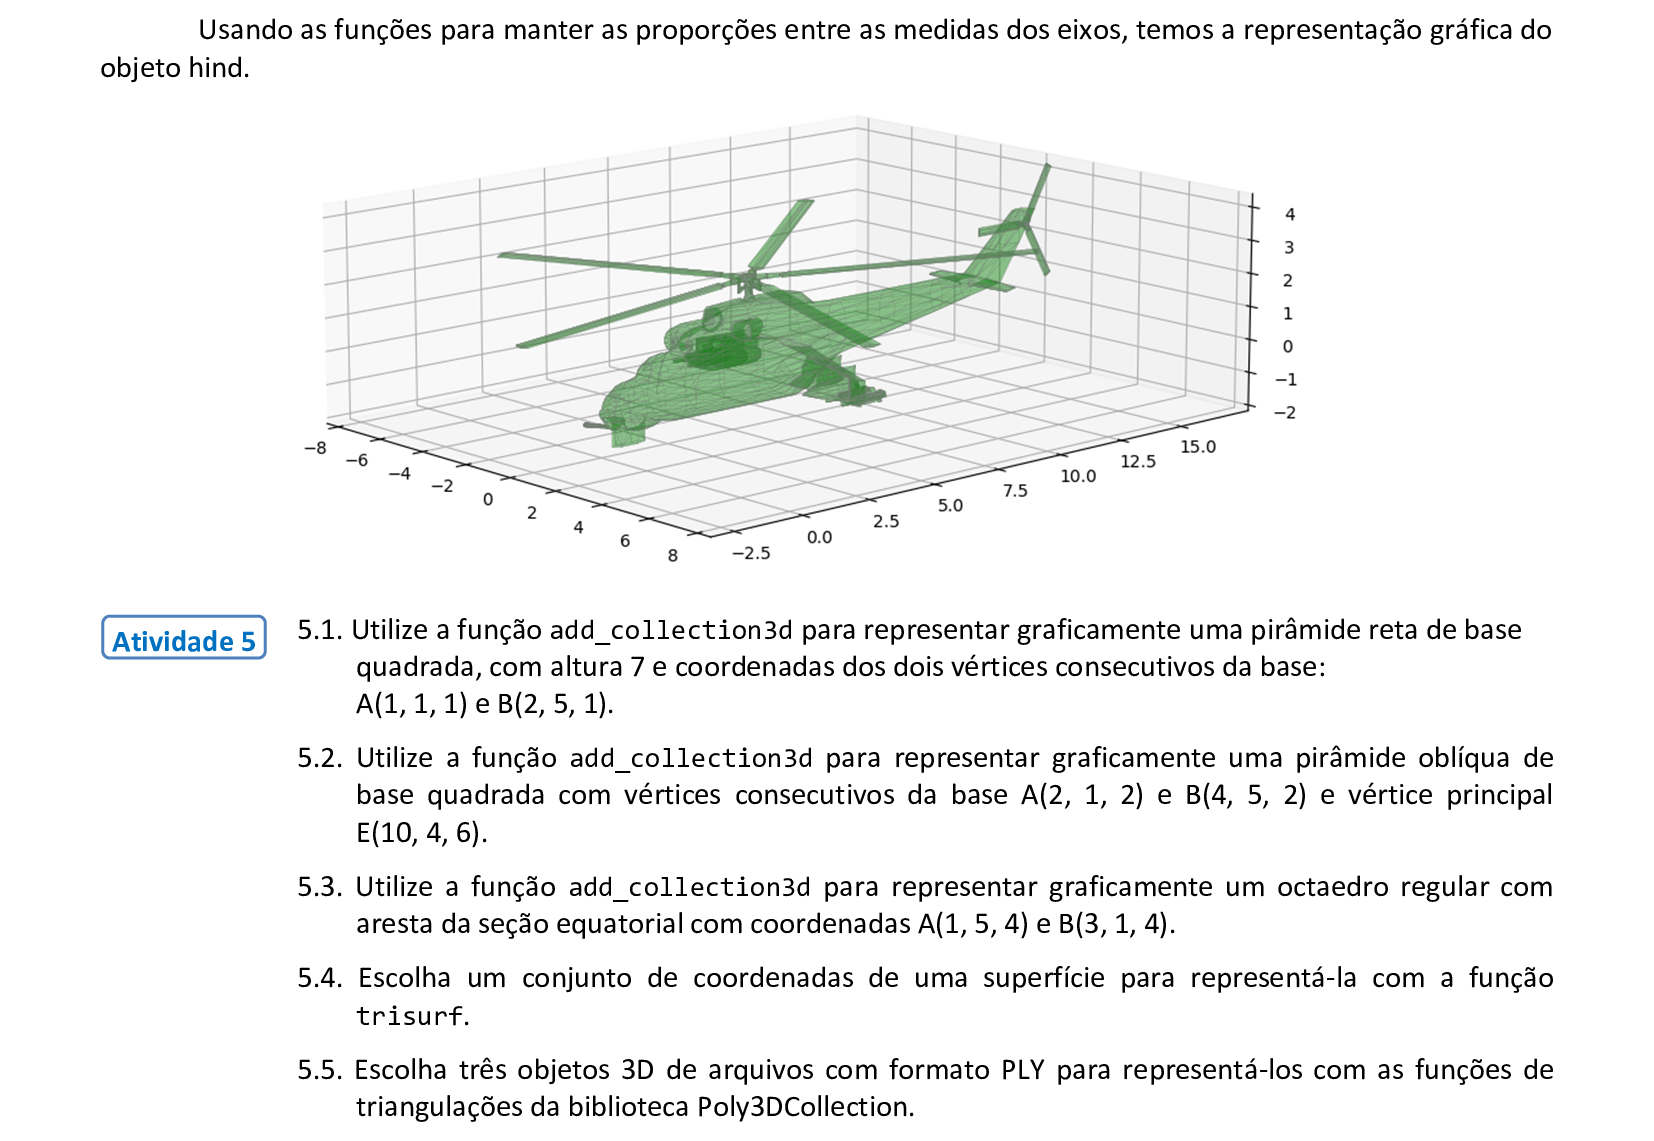 Usando as funções para manter as proporções entre as medidas dos eixos, temos a representação gráfica do
objeto hind.
4
3
2
1
0
−1
−2
−8
−6
−4
−2
0
2
4
6
8
−2.5
0.0
2.5
5.0
7.5
10.0
12.5
15.0
Atividade 5
5.1. Utilize a função add_collection3d para representar graficamente uma pirâmide reta de base
quadrada, com altura 7 e coordenadas dos dois vértices consecutivos da base:
A(1, 1, 1) e B(2, 5, 1).
5.2. Utilize a função add_collection3d para representar graficamente uma pirâmide oblíqua de
base quadrada com vértices consecutivos da base A(2, 1, 2) e B(4, 5, 2) e vértice principal
E(10, 4, 6).
5.3. Utilize a função add_collection3d para representar graficamente um octaedro regular com
aresta da seção equatorial com coordenadas A(1, 5, 4) e B(3, 1, 4).
5.4. Escolha um conjunto de coordenadas de uma superfície para representá-la com a função
trisurf.
5.5. Escolha três objetos 3D de arquivos com formato PLY para representá-los com as funções de
triangulações da biblioteca Poly3DCollection.